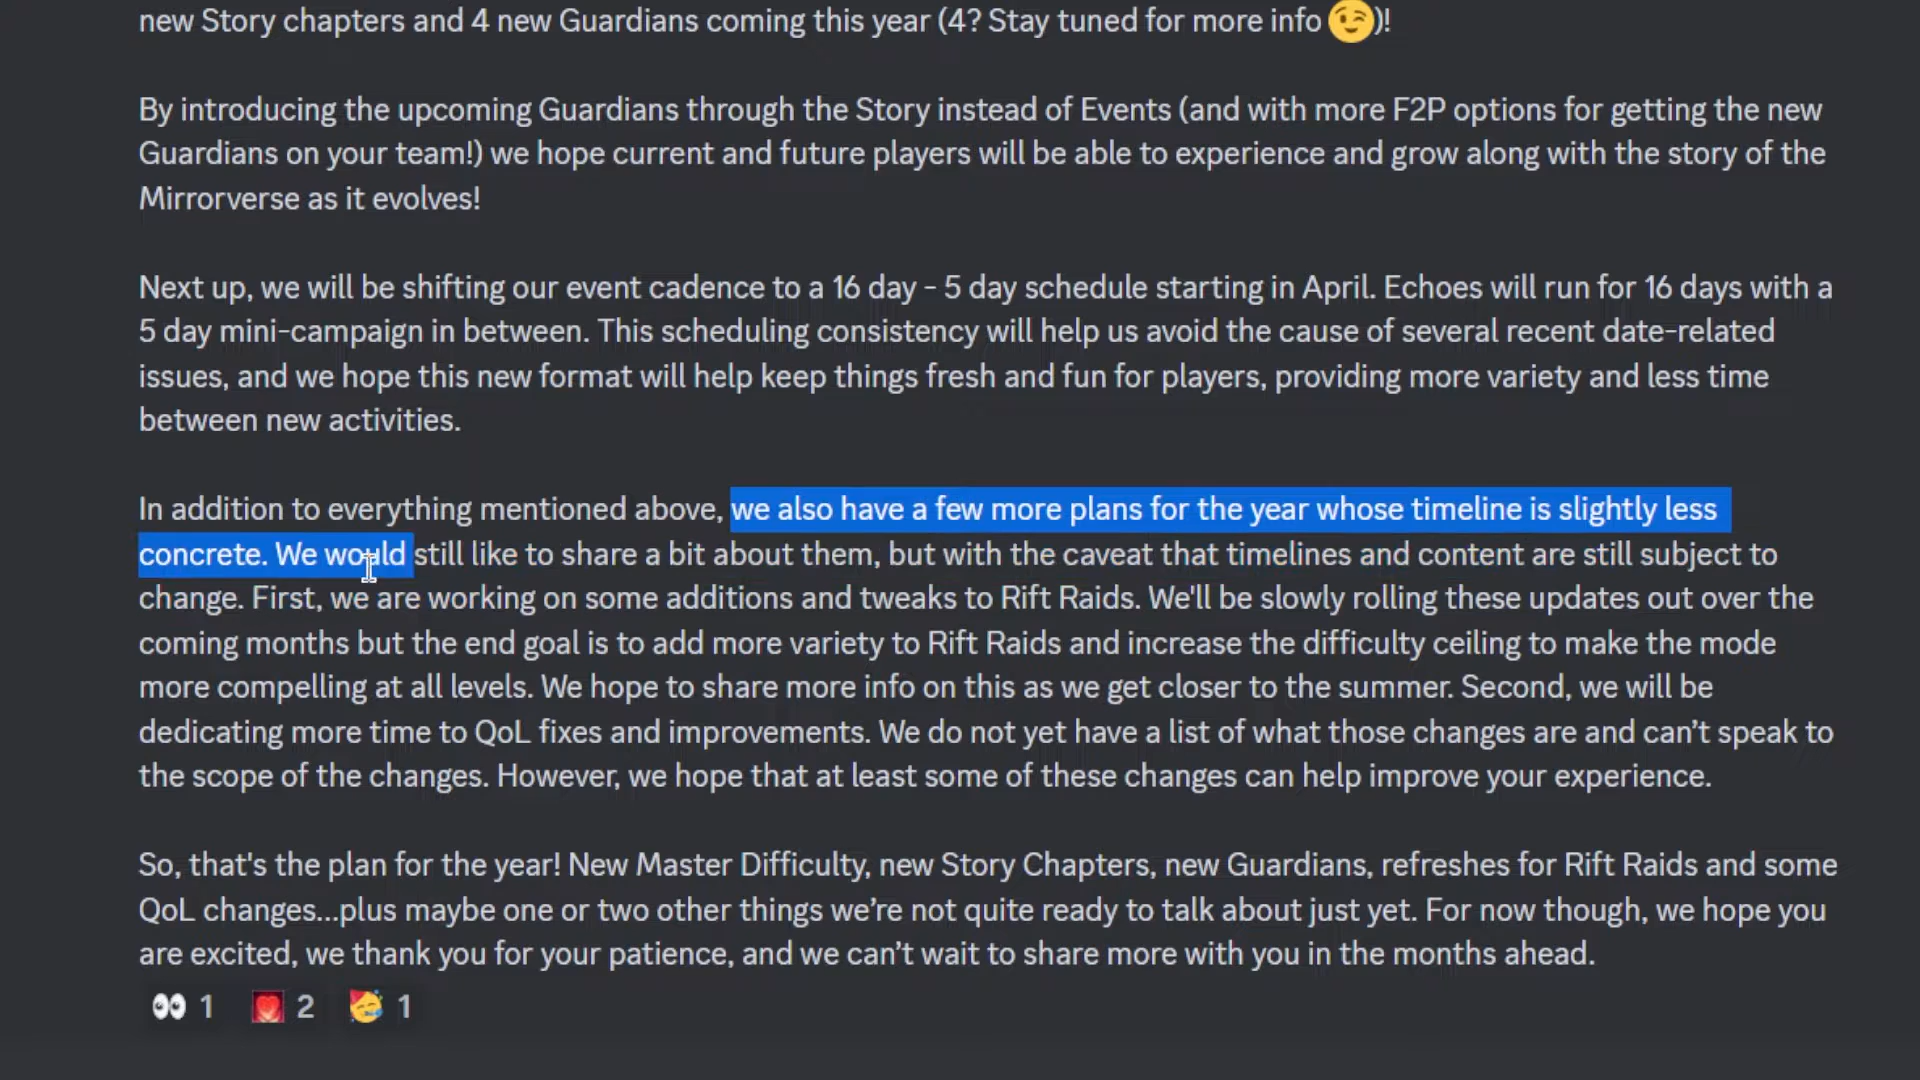 new Story chapters and 4 new Guardians coming this year (4? Stay tuned for more info 😉)!
By introducing the upcoming Guardians through the Story instead of Events (and with more F2P options for getting the new
Guardians on your team!) we hope current and future players will be able to experience and grow along with the story of the
Mirrorverse as it evolves!
Next up, we will be shifting our event cadence to a 16 day - 5 day schedule starting in April. Echoes will run for 16 days with a
5 day mini-campaign in between. This scheduling consistency will help us avoid the cause of several recent date-related
issues, and we hope this new format will help keep things fresh and fun for players, providing more variety and less time
between new activities.
In addition to everything mentioned above, we also have a few more plans for the year whose timeline is slightly less
concrete. We would still like to share a bit about them, but with the caveat that timelines and content are still subject to
change. First, we are working on some additions and tweaks to Rift Raids. We'll be slowly rolling these updates out over the
coming months but the end goal is to add more variety to Rift Raids and increase the difficulty ceiling to make the mode
more compelling at all levels. We hope to share more info on this as we get closer to the summer. Second, we will be
dedicating more time to QoL fixes and improvements. We do not yet have a list of what those changes are and can’t speak to
the scope of the changes. However, we hope that at least some of these changes can help improve your experience.
So, that's the plan for the year! New Master Difficulty, new Story Chapters, new Guardians, refreshes for Rift Raids and some
QoL changes...plus maybe one or two other things we’re not quite ready to talk about just yet. For now though, we hope you
are excited, we thank you for your patience, and we can’t wait to share more with you in the months ahead.
👀 1 2 🥳 1